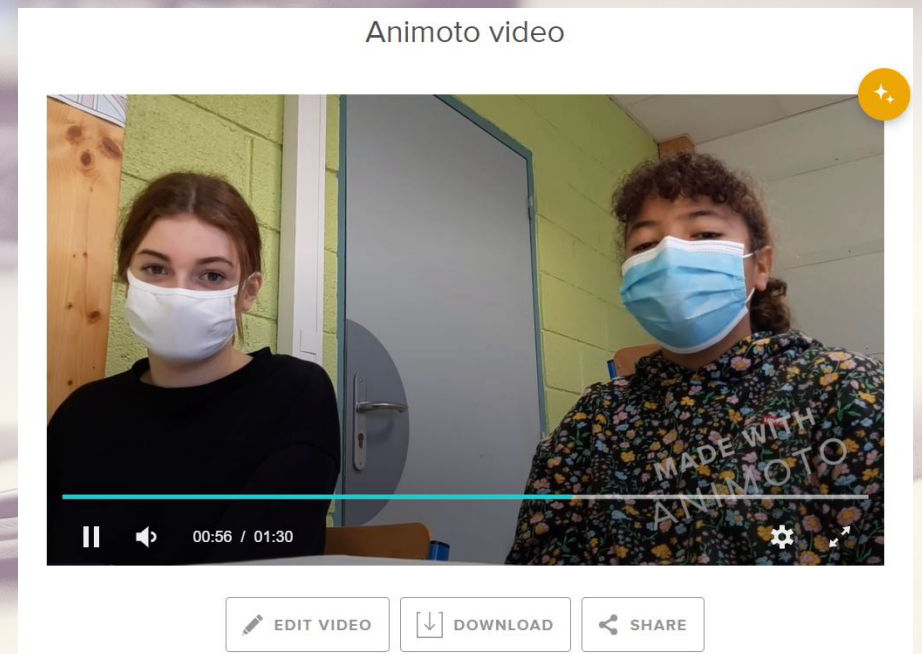 Animoto video
MADE WITH
ANIMOTO
00:56 / 01:30
EDIT VIDEO
DOWNLOAD
SHARE